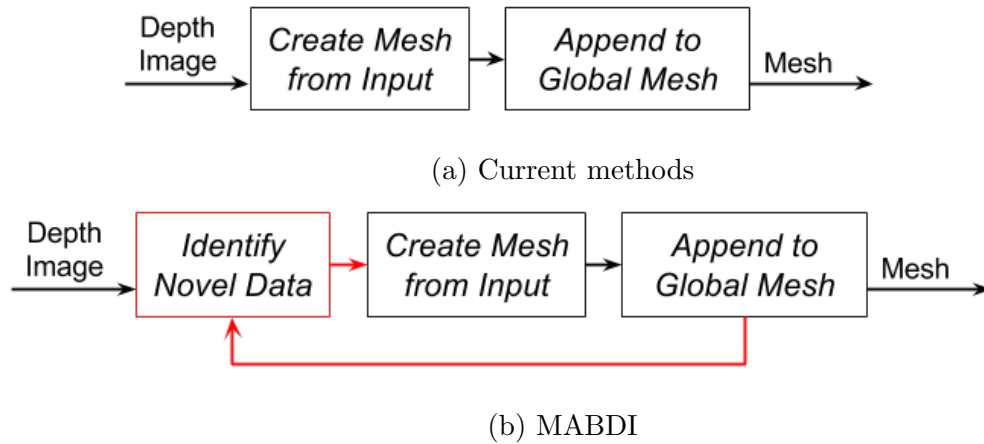 Depth
Image
Create Mesh
from Input
Append to
Global Mesh
Mesh
(a) Current methods
Depth
Image
Identify
Novel Data
Create Mesh
from Input
Append to
Global Mesh
Mesh
(b) MABDI